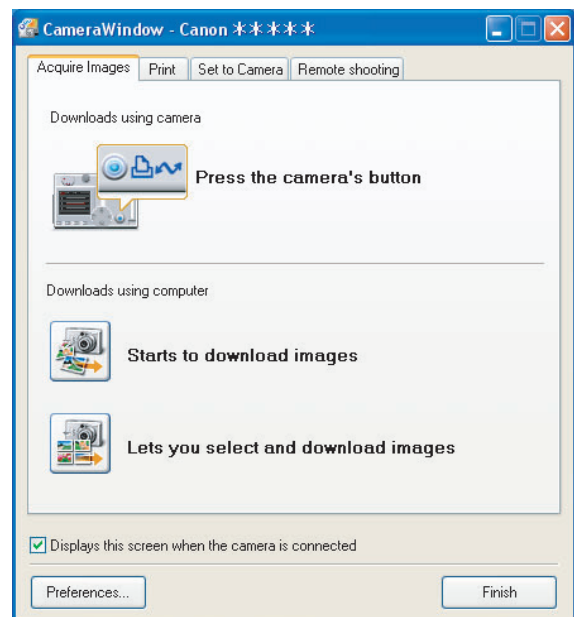 CameraWindow - Canon *****
Acquire Images Print Set to Camera Remote shooting
Downloads using camera
Press the camera's button
Downloads using computer
Starts to download images
Lets you select and download images
Displays this screen when the camera is connected
Preferences... Finish